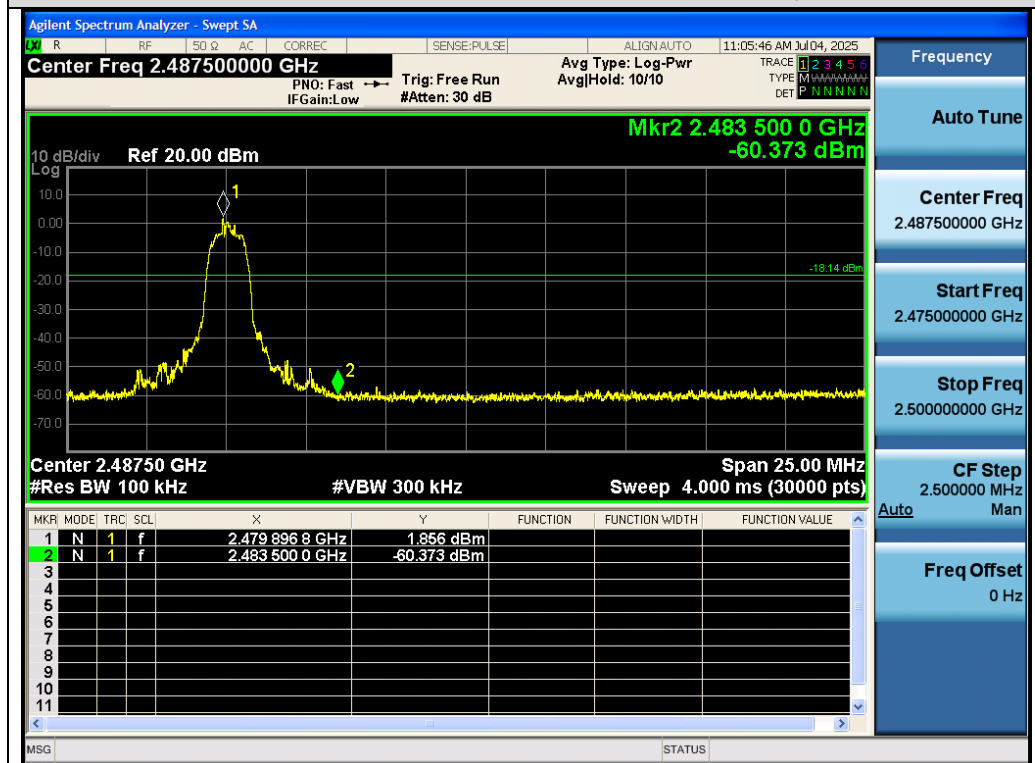 Agilent Spectrum Analyzer - Swept SA
LXI R RF 50 Ω AC CORREC SENSE:PULSE ALIGN AUTO 11:05:46 AM Jul 04, 2025
Center Freq 2.487500000 GHz
PNO: Fast
IFGain:Low
Trig: Free Run
#Atten: 30 dB
Avg Type: Log-Pwr
Avg|Hold: 10/10
TRACE 1 2 3 4 5 6
TYPE M WWWWW
DET P N N N N N
Mkr2 2.483 500 0 GHz
-60.373 dBm
10 dB/div Ref 20.00 dBm
Log
10.0
0.00
-10.0
-20.0
-30.0
-40.0
-50.0
-60.0
-70.0
1
2
-18.14 dBm
Center 2.48750 GHz Span 25.00 MHz
#Res BW 100 kHz #VBW 300 kHz Sweep 4.000 ms (30000 pts)
MKR MODE TRC SCL X Y FUNCTION FUNCTION WIDTH FUNCTION VALUE
1 N 1 f 2.479 896 8 GHz 1.856 dBm
2 N 1 f 2.483 500 0 GHz -60.373 dBm
3
4
5
6
7
8
9
10
11
MSG STATUS
Frequency
Auto Tune
Center Freq
2.487500000 GHz
Start Freq
2.475000000 GHz
Stop Freq
2.500000000 GHz
CF Step
2.500000 MHz
Auto Man
Freq Offset
0 Hz